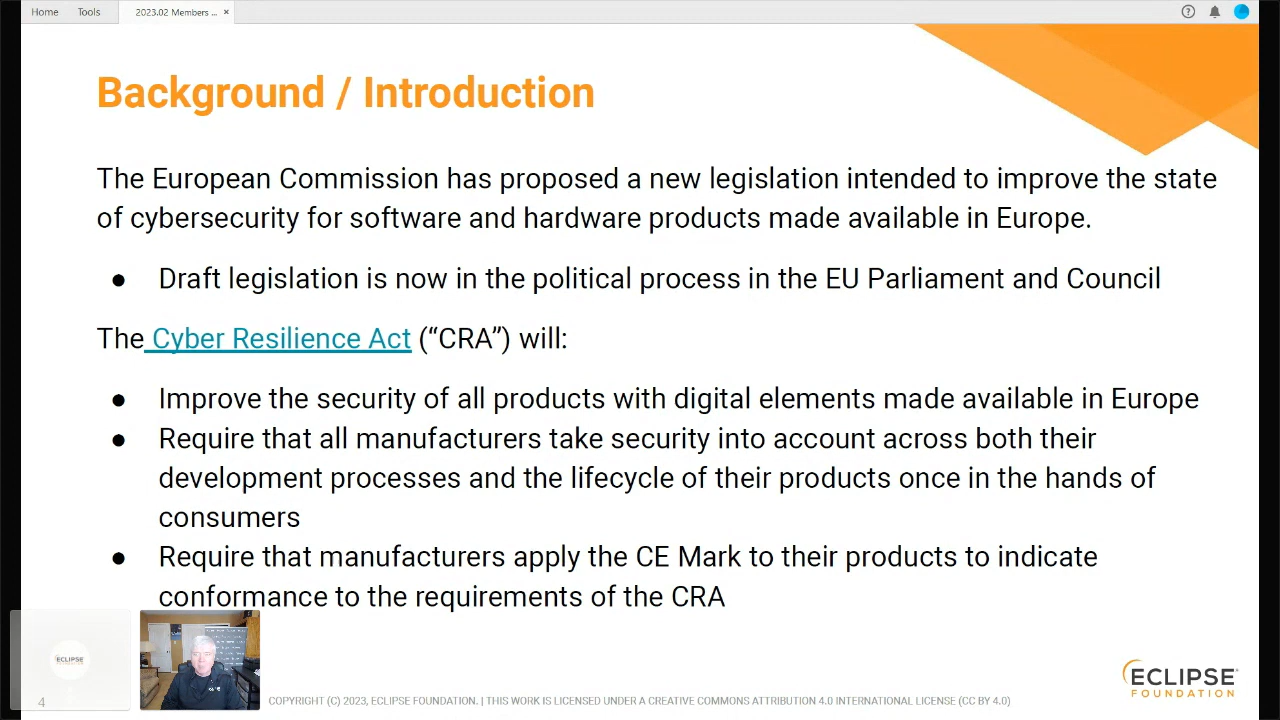 Home Tools 2023.02 Members ... ×
Background / Introduction
The European Commission has proposed a new legislation intended to improve the state
of cybersecurity for software and hardware products made available in Europe.
● Draft legislation is now in the political process in the EU Parliament and Council
The Cyber Resilience Act (“CRA”) will:
● Improve the security of all products with digital elements made available in Europe
● Require that all manufacturers take security into account across both their
development processes and the lifecycle of their products once in the hands of
consumers
● Require that manufacturers apply the CE Mark to their products to indicate
conformance to the requirements of the CRA
ECLIPSE
FOUNDATION
4
COPYRIGHT (C) 2023, ECLIPSE FOUNDATION. | THIS WORK IS LICENSED UNDER A CREATIVE COMMONS ATTRIBUTION 4.0 INTERNATIONAL LICENSE (CC BY 4.0)
ECLIPSE
FOUNDATION